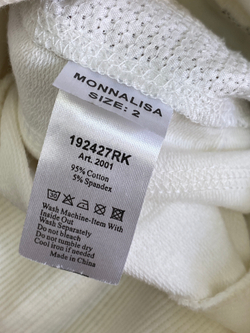 MONNALISA
SIZE: 2
192427RK
Art. 2001
95% Cotton
5% Spandex
Wash Machine-Item With
Inside Out
Wash Separately
Do not bleach
Do not tumble dry
Cool iron if needed
Made in China